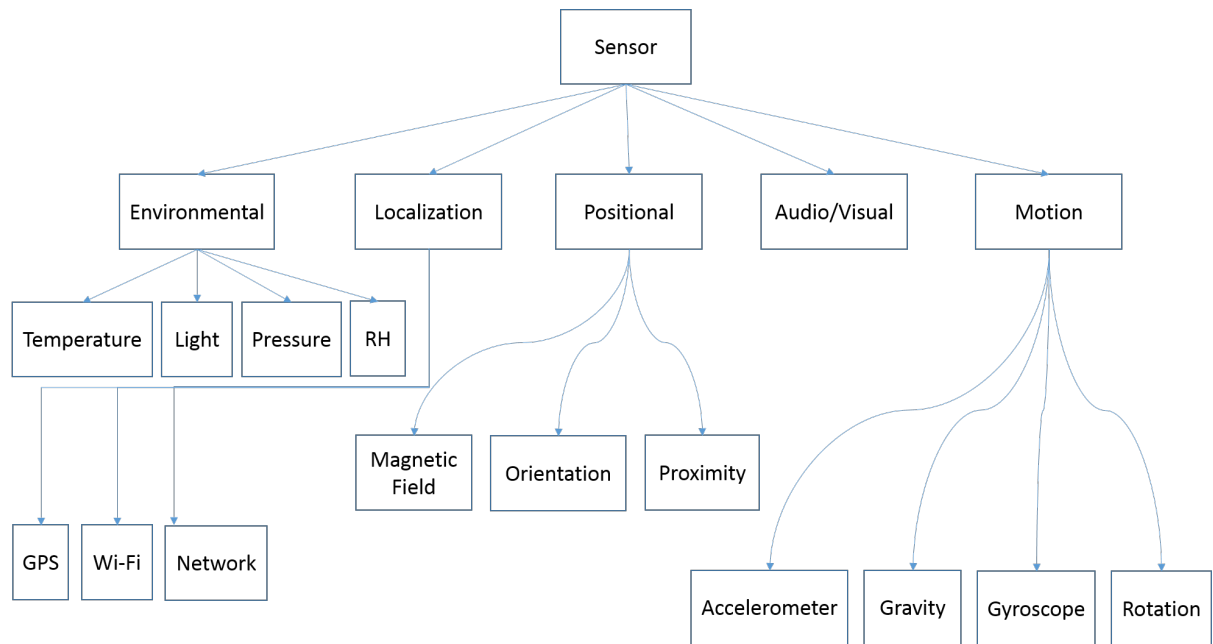 Sensor
Environmental
Localization
Positional
Audio/Visual
Motion
Temperature
Light
Pressure
RH
Magnetic
Field
Orientation
Proximity
GPS
Wi-Fi
Network
Accelerometer
Gravity
Gyroscope
Rotation